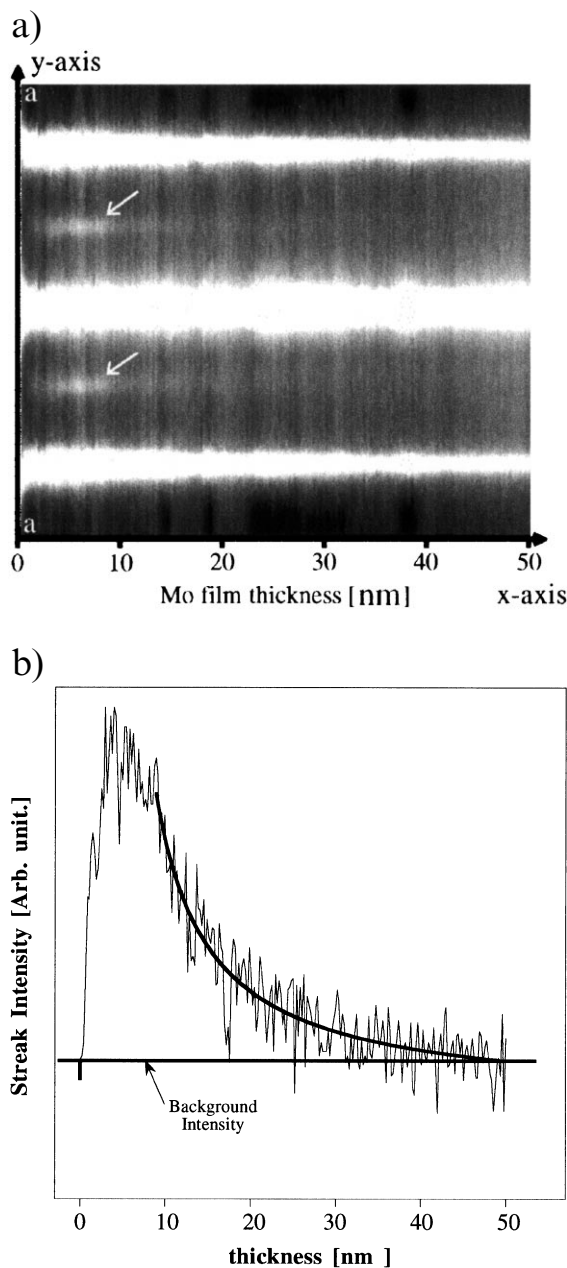 a)
y-axis
a
a
0 10 20 30 40 50
Mo film thickness [nm] x-axis
b)
Streak Intensity [Arb. unit.]
Background
Intensity
0 10 20 30 40 50
thickness [nm ]